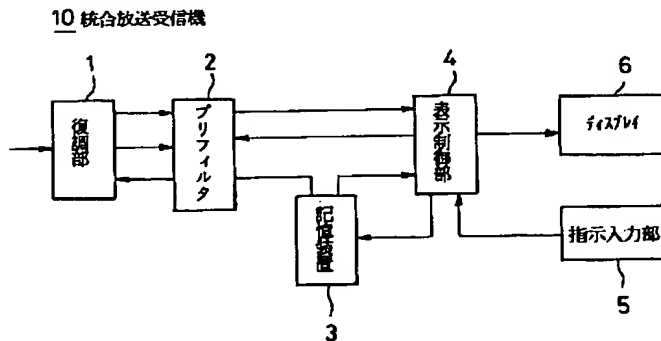 10 統合放送受信機
1
2
4
6
復調部
プリフィルタ
表示制御部
ディスプレイ
記憶装置
指示入力部
3
5